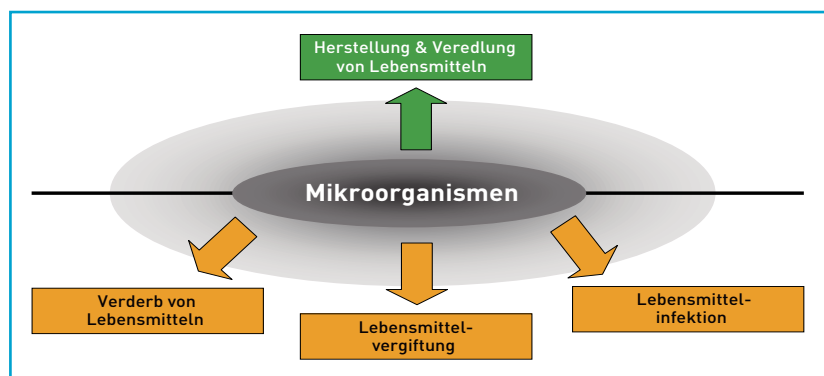 Herstellung & Veredlung
von Lebensmitteln
Mikroorganismen
Verderb von
Lebensmitteln
Lebensmittel-
vergiftung
Lebensmittel-
infektion